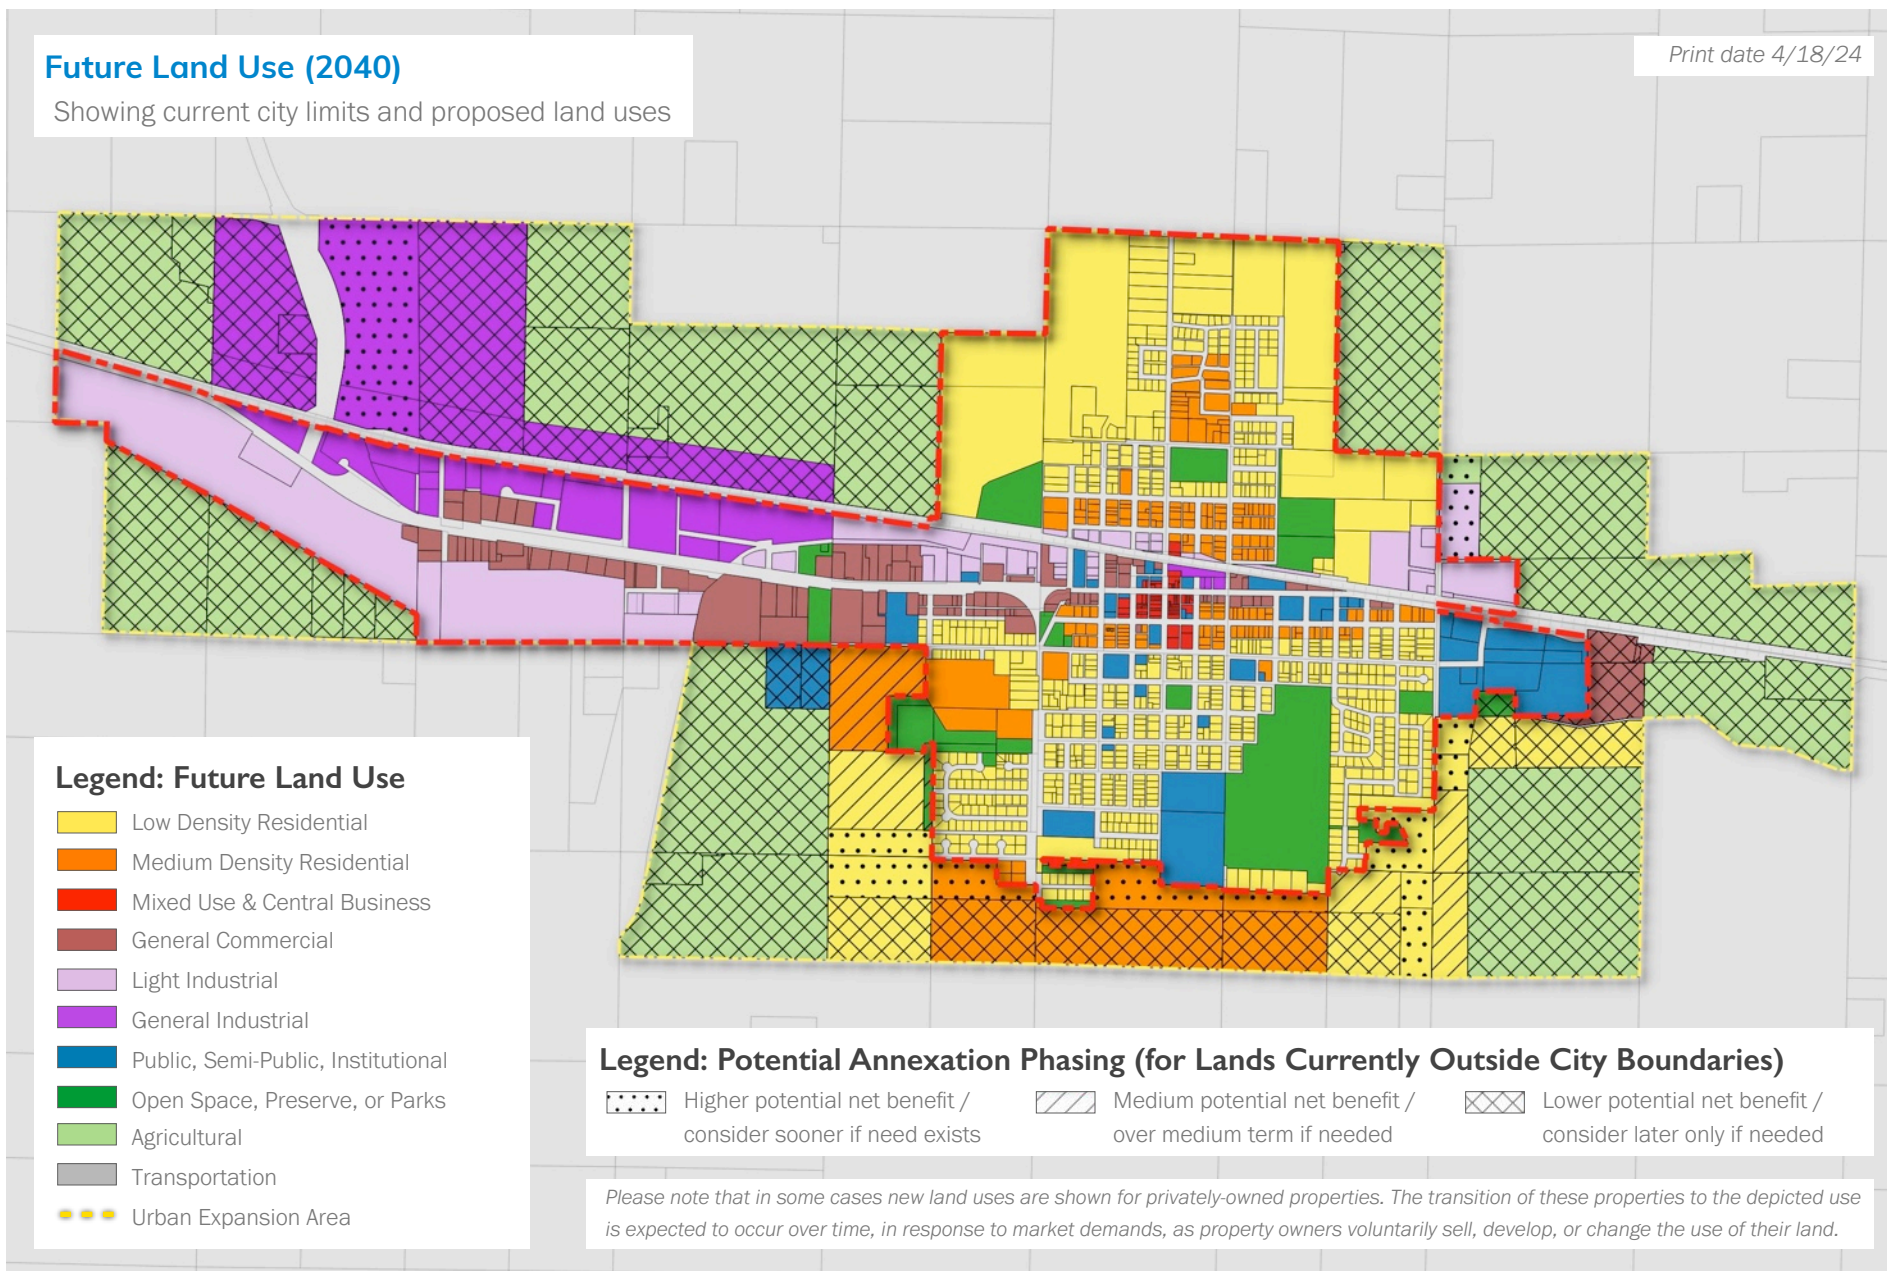 Future Land Use (2040)
Showing current city limits and proposed land uses
Print date 4/18/24
Legend: Future Land Use
Low Density Residential
Medium Density Residential
Mixed Use & Central Business
General Commercial
Light Industrial
General Industrial
Public, Semi-Public, Institutional
Open Space, Preserve, or Parks
Agricultural
Transportation
Urban Expansion Area
Legend: Potential Annexation Phasing (for Lands Currently Outside City Boundaries)
Higher potential net benefit /
consider sooner if need exists
Medium potential net benefit /
over medium term if needed
Lower potential net benefit /
consider later only if needed
Please note that in some cases new land uses are shown for privately-owned properties. The transition of these properties to the depicted use
is expected to occur over time, in response to market demands, as property owners voluntarily sell, develop, or change the use of their land.